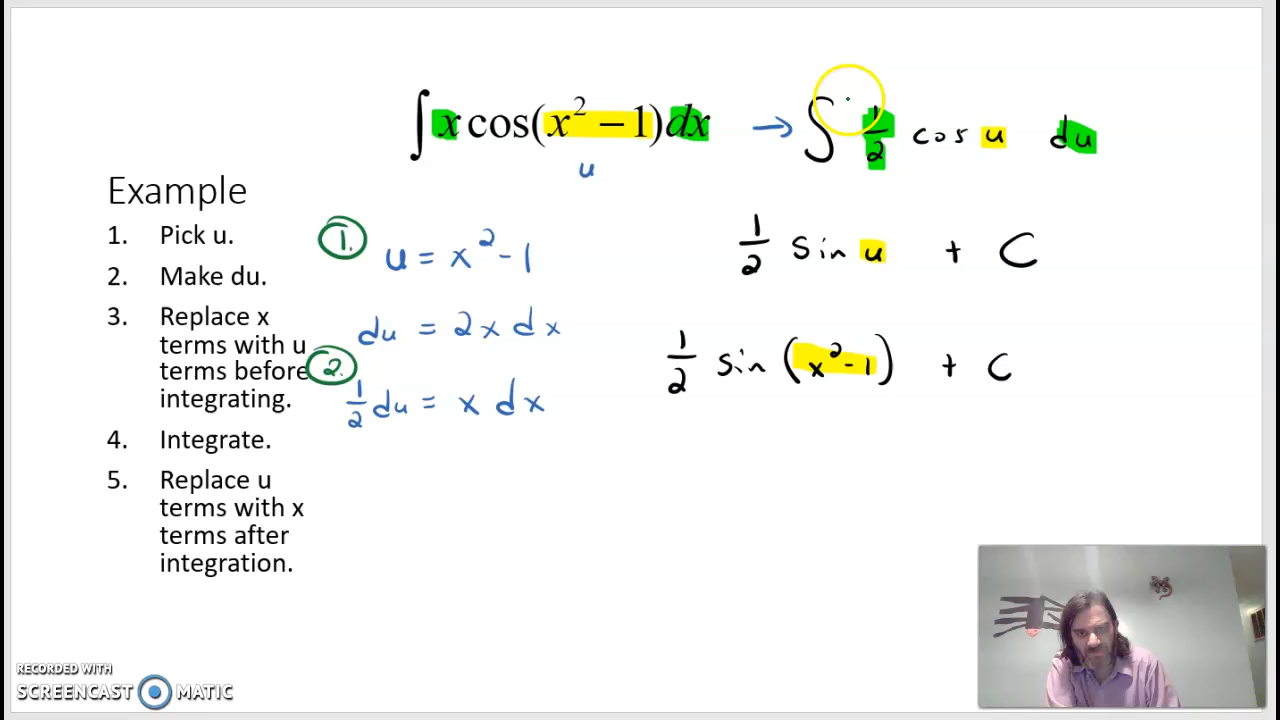 ∫ x cos(x² − 1)dx → ∫ 1/2 cos u du
u
Example
1. Pick u.
2. Make du.
3. Replace x
terms with u
terms before
integrating.
4. Integrate.
5. Replace u
terms with x
terms after
integration.
1. u = x² - 1
du = 2x dx
2.
1/2 du = x dx
1/2 sin u + C
1/2 sin (x² - 1) + C
RECORDED WITH
SCREENCAST MATIC